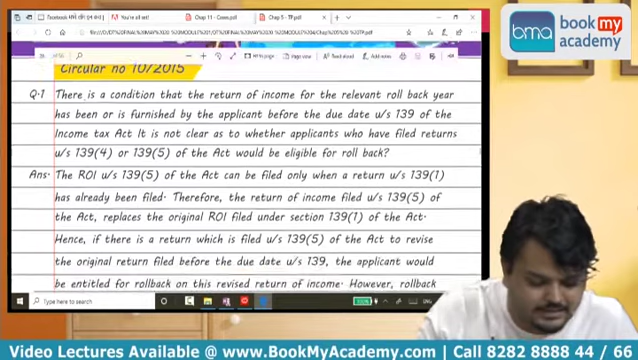 Chap 11 - Cases.pdf
Chap 5 - TP.pdf
Circular no 10/2015
Q.1 There is a condition that the return of income for the relevant roll back year
has been or is furnished by the applicant before the due date u/s 139 of the
Income tax Act It is not clear as to whether applicants who have filed returns
u/s 139(4) or 139(5) of the Act would be eligible for roll back?
Ans. The ROI u/s 139(5) of the Act can be filed only when a return u/s 139(1)
has already been filed. Therefore, the return of income filed u/s 139(5) of
the Act, replaces the original ROI filed under section 139(1) of the Act.
Hence, if there is a return which is filed u/s 139(5) of the Act to revise
the original return filed before the due date u/s 139, the applicant would
be entitled for rollback on this revised return of income. However, rollback
Type here to search
ENG
bma book my academy
Video Lectures Available @ www.BookMyAcademy.com | Call 8282 8888 44 / 66